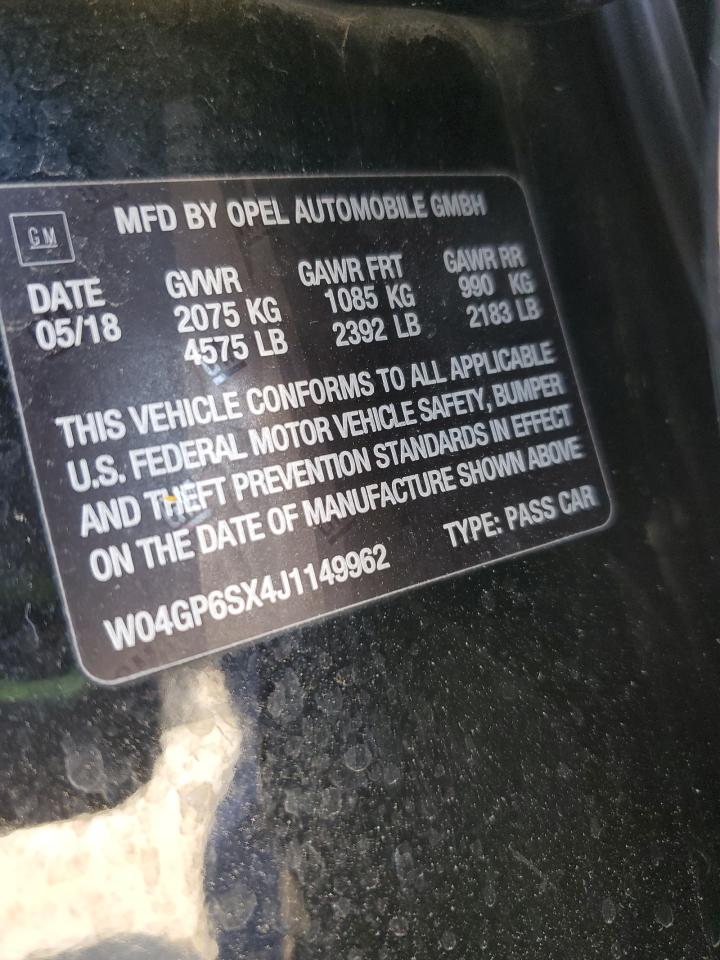 GM
MFD BY OPEL AUTOMOBILE GMBH
DATE GVWR GAWR FRT GAWR RR
05/18 2075 KG 1085 KG 990 KG
4575 LB 2392 LB 2183 LB
THIS VEHICLE CONFORMS TO ALL APPLICABLE
U.S. FEDERAL MOTOR VEHICLE SAFETY, BUMPER
AND THEFT PREVENTION STANDARDS IN EFFECT
ON THE DATE OF MANUFACTURE SHOWN ABOVE
W04GP6SX4J1149962 TYPE: PASS CAR